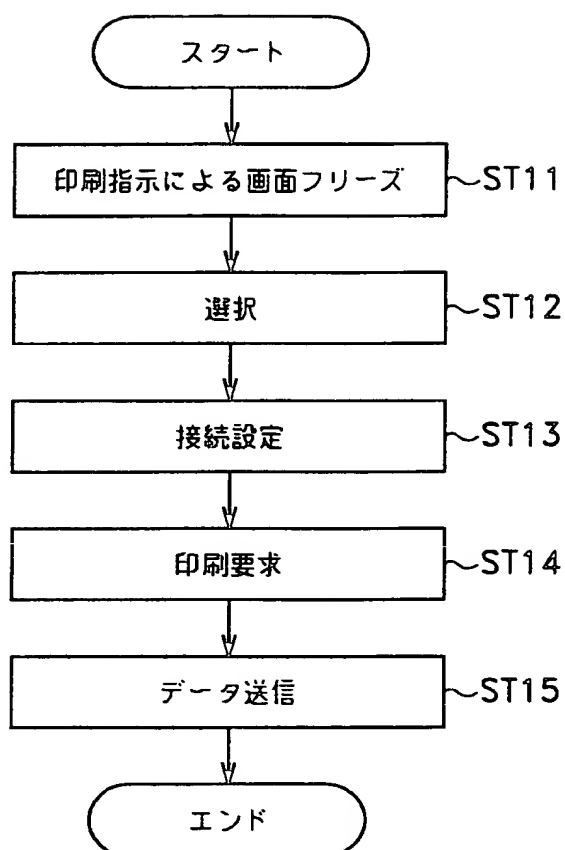 スタート
印刷指示による画面フリーズ ST11
選択 ST12
接続設定 ST13
印刷要求 ST14
データ送信 ST15
エンド